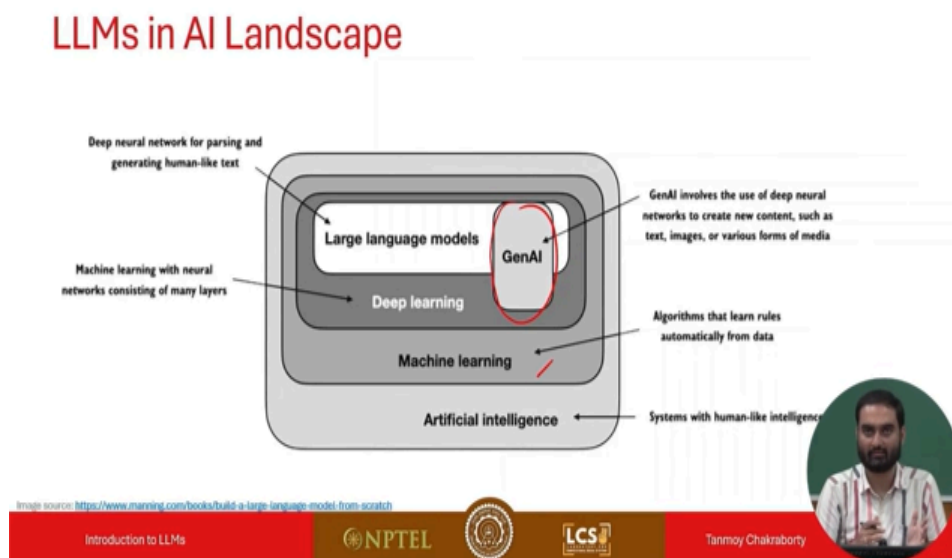 LLMs in AI Landscape
Deep neural network for parsing and
generating human-like text
GenAI involves the use of deep neural
networks to create new content, such as
text, images, or various forms of media
Large language models
GenAI
Machine learning with neural
networks consisting of many layers
Deep learning
Algorithms that learn rules
automatically from data
Machine learning
Artificial intelligence
Systems with human-like intelligence
Image source: https://www.manning.com/books/build-a-large-language-model-from-scratch
Introduction to LLMs
NPTEL
LCS
Tanmoy Chakraborty